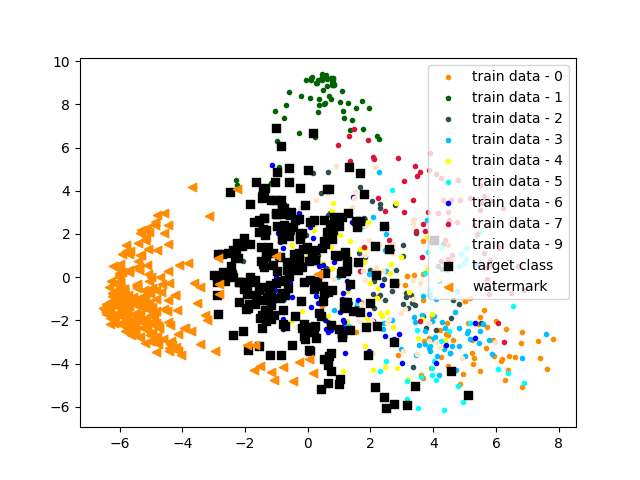 10
8
6
4
2
0
−2
−4
−6
−6
−4
−2
0
2
4
6
8
train data - 0
train data - 1
train data - 2
train data - 3
train data - 4
train data - 5
train data - 6
train data - 7
train data - 9
target class
watermark